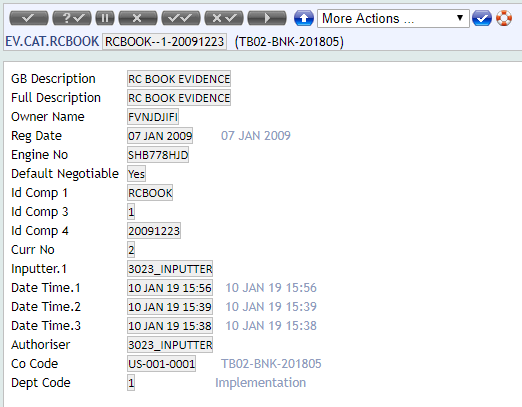 More Actions ...
EV.CAT.RCBOOK RCBOOK--1-20091223 (TB02-BNK-201805)
GB Description RC BOOK EVIDENCE
Full Description RC BOOK EVIDENCE
Owner Name FVNJDJIFI
Reg Date 07 JAN 2009 07 JAN 2009
Engine No SHB778HJD
Default Negotiable Yes
Id Comp 1 RCBOOK
Id Comp 3 1
Id Comp 4 20091223
Curr No 2
Inputter.1 3023_INPUTTER
Date Time.1 10 JAN 19 15:56 10 JAN 19 15:56
Date Time.2 10 JAN 19 15:39 10 JAN 19 15:39
Date Time.3 10 JAN 19 15:38 10 JAN 19 15:38
Authoriser 3023_INPUTTER
Co Code US-001-0001 TB02-BNK-201805
Dept Code 1 Implementation